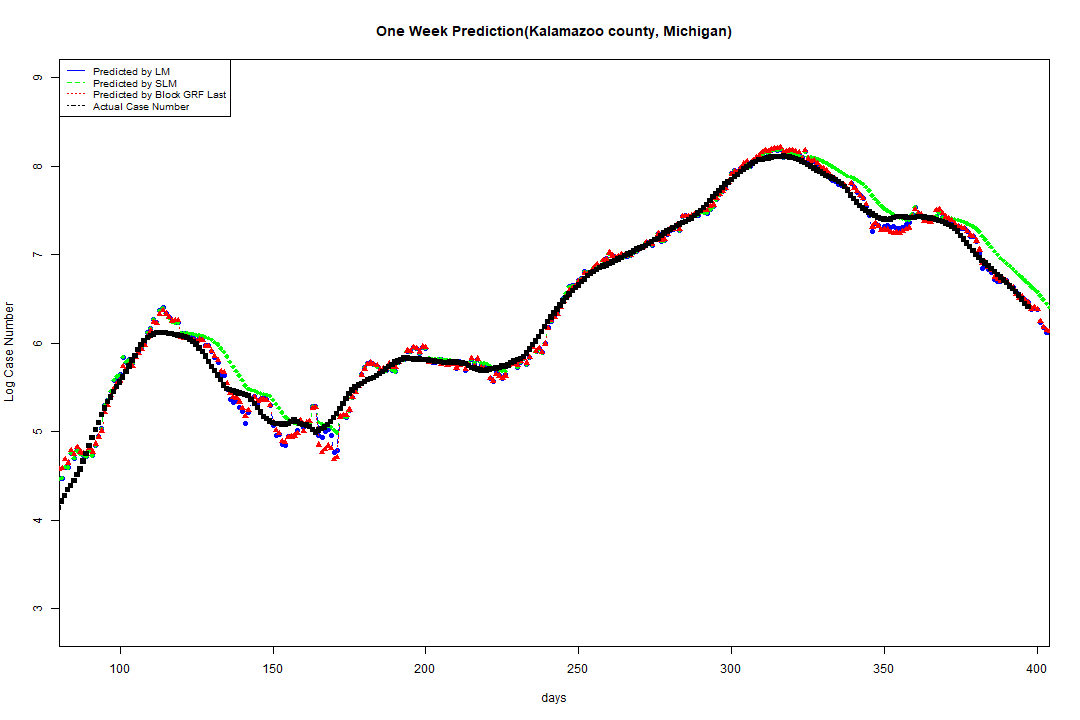 One Week Prediction(Kalamazoo county, Michigan)
Predicted by LM
Predicted by SLM
Predicted by Block GRF Last
Actual Case Number
9
8
7
6
5
4
3
Log Case Number
100 150 200 250 300 350 400
days